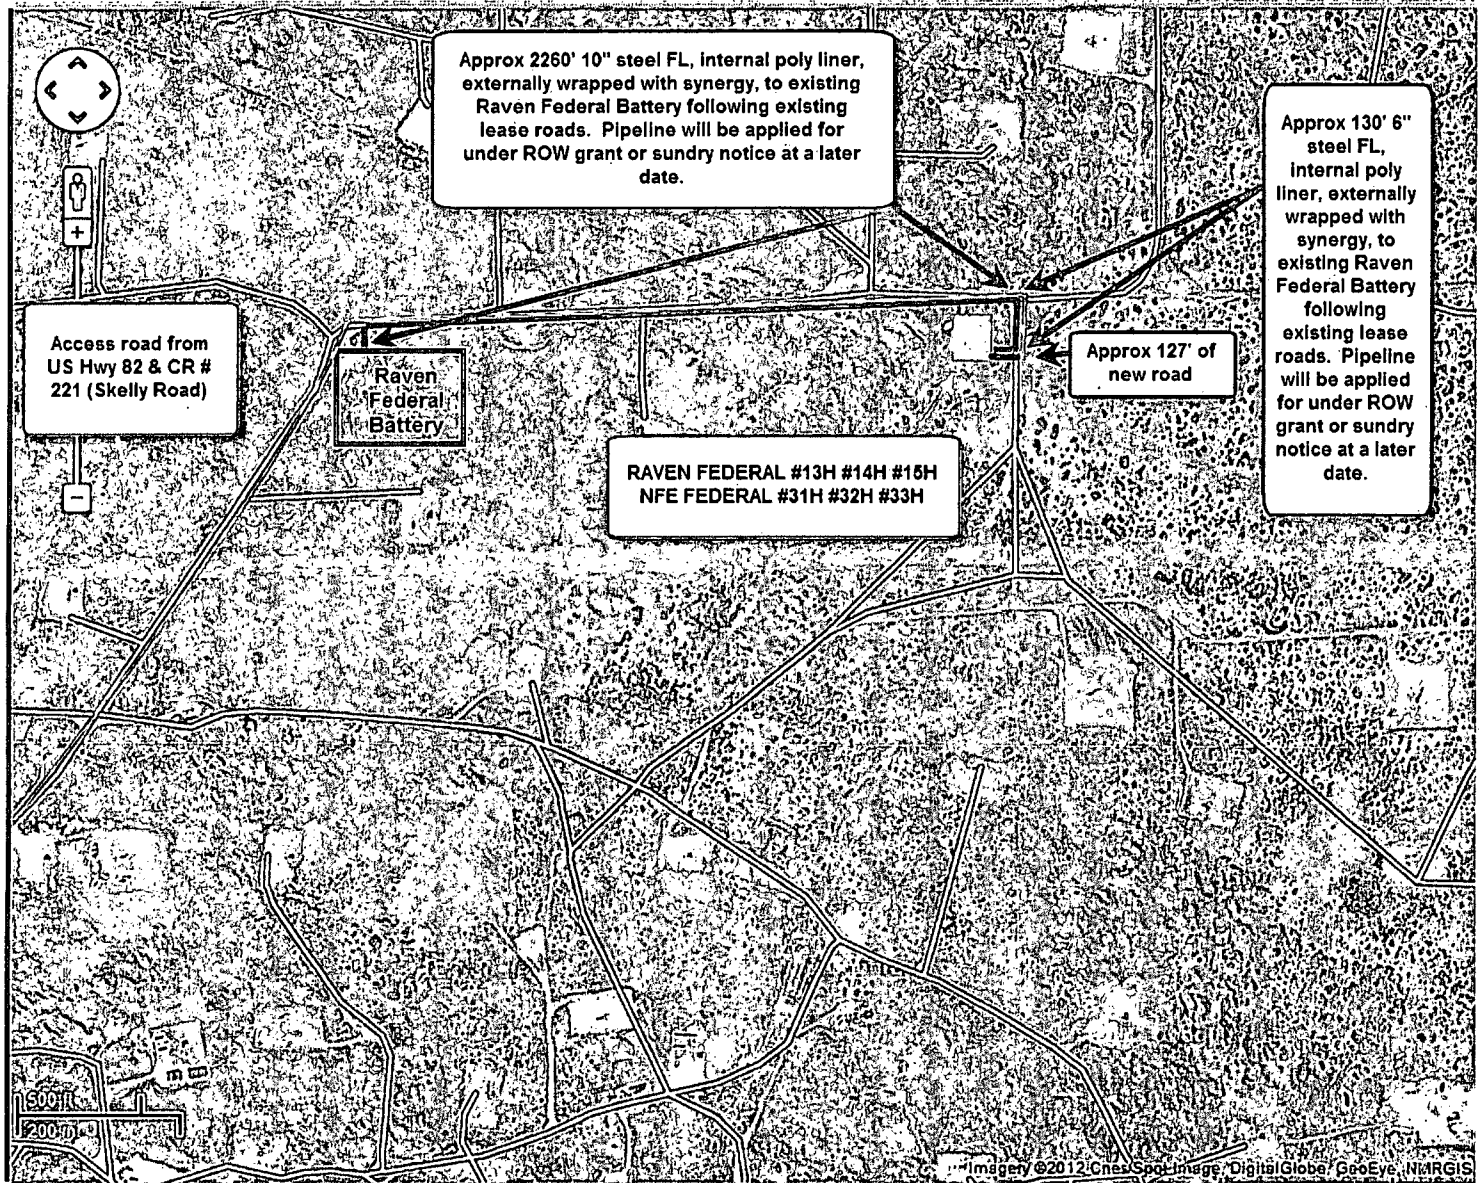 Approx 2260' 10" steel FL, internal poly liner,
externally wrapped with synergy, to existing
Raven Federal Battery following existing
lease roads. Pipeline will be applied for
under ROW grant or sundry notice at a later
date.
Approx 130' 6"
steel FL,
internal poly
liner, externally
wrapped with
synergy, to
existing Raven
Federal Battery
following
existing lease
roads. Pipeline
will be applied
for under ROW
grant or sundry
notice at a later
date.
+
Access road from
US Hwy 82 & CR #
221 (Skelly Road)
Raven
Federal
Battery
Approx 127' of
new road
RAVEN FEDERAL #13H #14H #15H
NFE FEDERAL #31H #32H #33H
−
500 ft
200 m
Imagery ©2012 Cnes/Spot Image, DigitalGlobe, GeoEye, NMRGIS